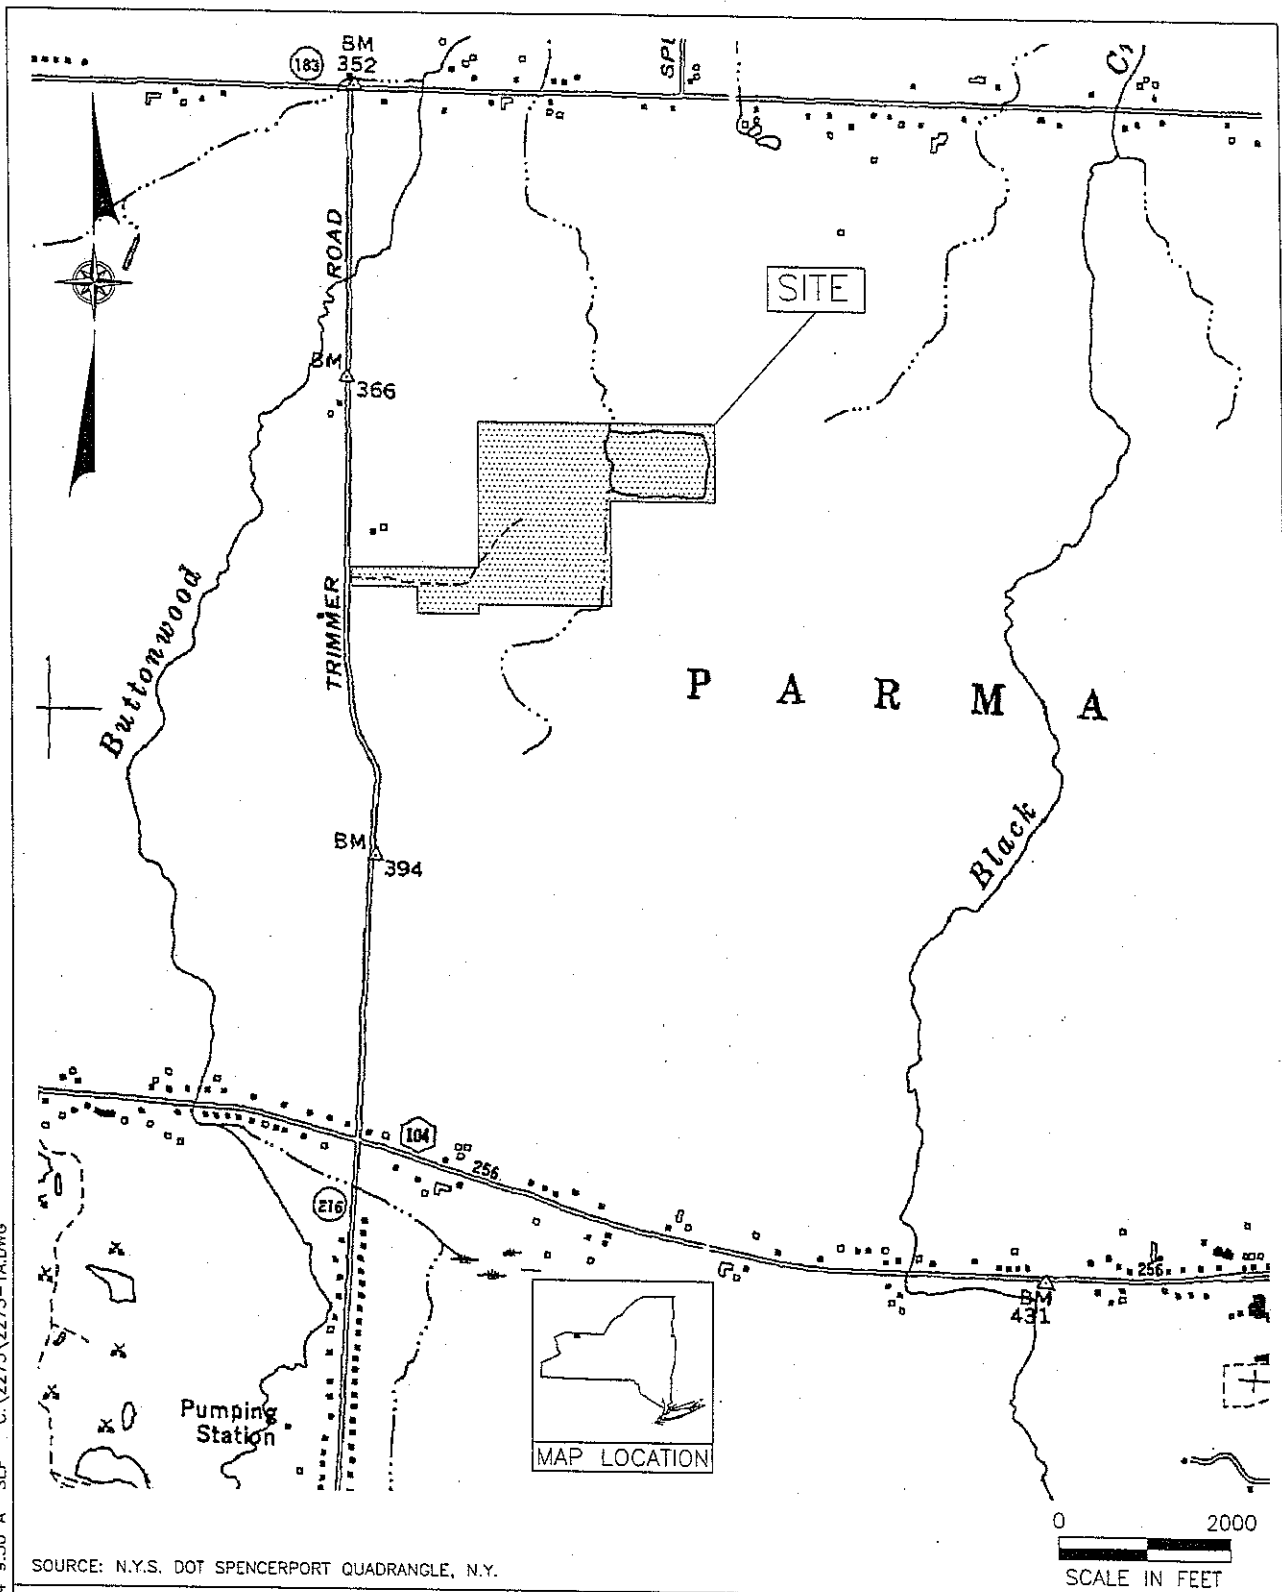 183
BM
352
SPL
Cr
ROAD
SITE
BM
366
TRIMMER
Buttonwood
P A R M A
BM
394
Black
104
256
216
256
BM
431
Pumping
Station
MAP LOCATION
0 2000
SCALE IN FEET
SOURCE: N.Y.S. DOT SPENCERPORT QUADRANGLE, N.Y.